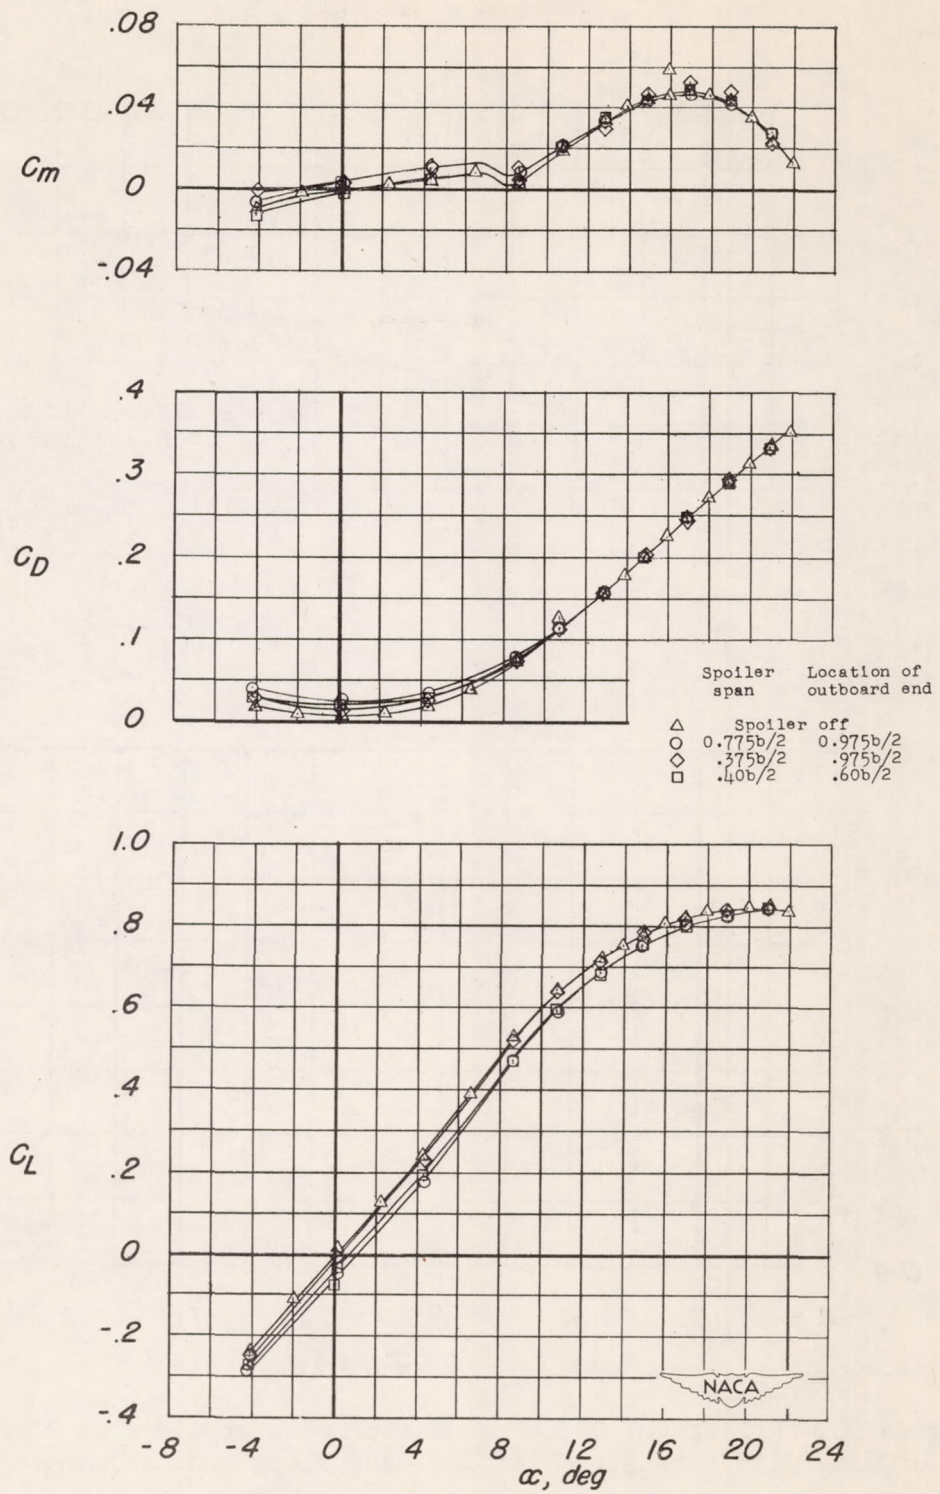 .08
.04
Cm
0
-.04
.4
.3
CD
.2
.1
0
Spoiler span Location of outboard end
△ Spoiler off
○ 0.775b/2 0.975b/2
◇ .375b/2 .975b/2
□ .40b/2 .60b/2
1.0
.8
.6
.4
CL
.2
0
-.2
NACA
-.4
-8 -4 0 4 8 12 16 20 24
α, deg